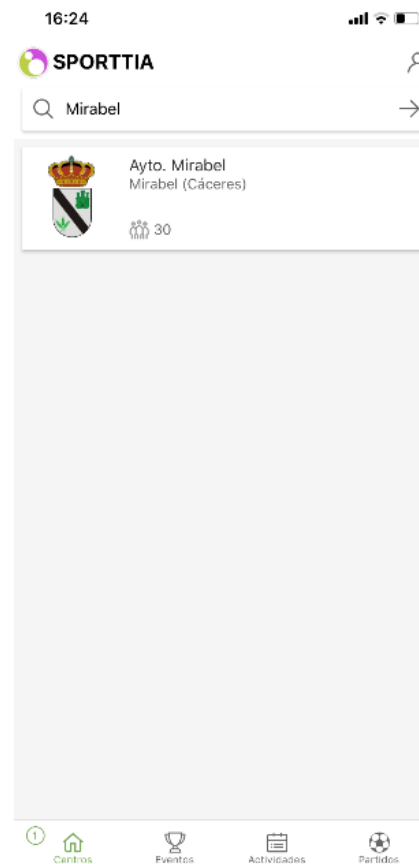 16:24
SPORTTIA
Mirabel
Ayto. Mirabel
Mirabel (Cáceres)
30
1
Centros
Eventos
Actividades
Partidos